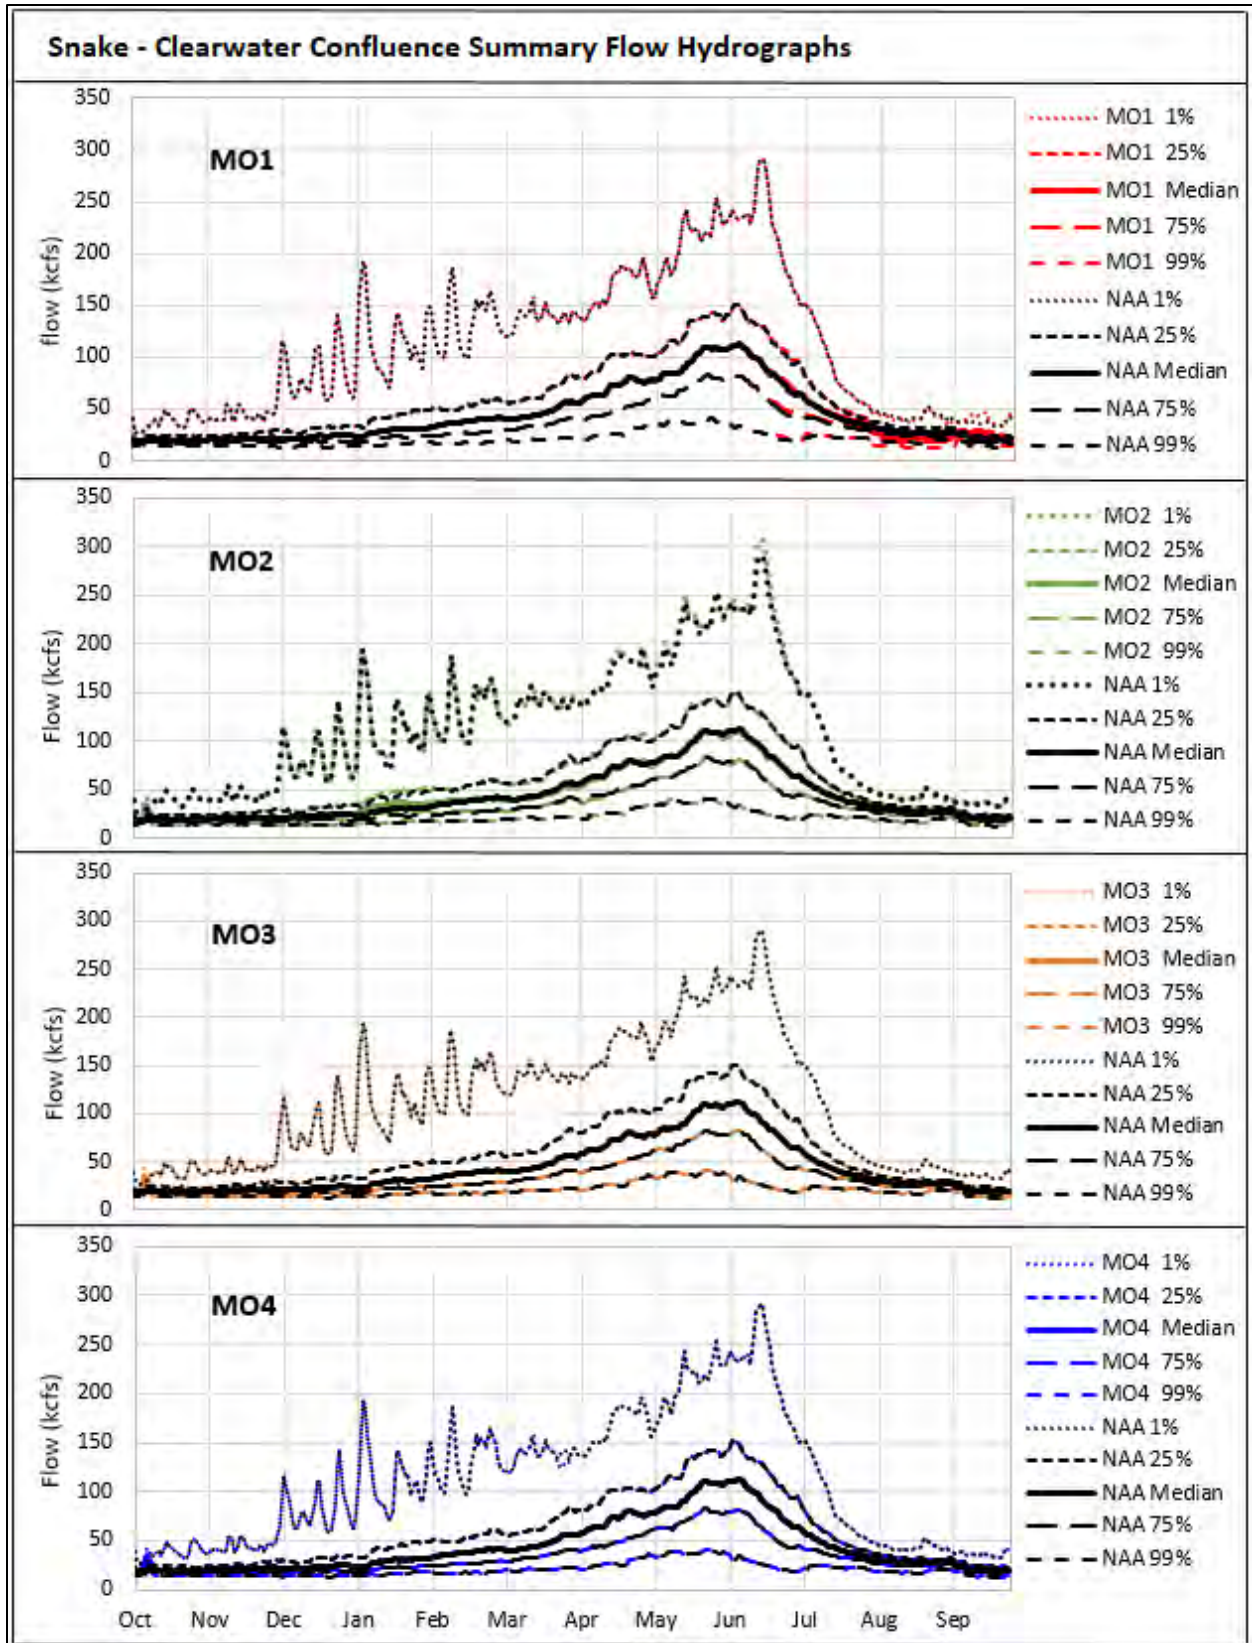 Snake - Clearwater Confluence Summary Flow Hydrographs
350
300
250
200
150
100
50
0
flow (kcfs)
MO1
MO1 1%
MO1 25%
MO1 Median
MO1 75%
MO1 99%
NAA 1%
NAA 25%
NAA Median
NAA 75%
NAA 99%
350
300
250
200
150
100
50
0
Flow (kcfs)
MO2
MO2 1%
MO2 25%
MO2 Median
MO2 75%
MO2 99%
NAA 1%
NAA 25%
NAA Median
NAA 75%
NAA 99%
350
300
250
200
150
100
50
0
Flow (kcfs)
MO3
MO3 1%
MO3 25%
MO3 Median
MO3 75%
MO3 99%
NAA 1%
NAA 25%
NAA Median
NAA 75%
NAA 99%
350
300
250
200
150
100
50
0
Flow (kcfs)
MO4
MO4 1%
MO4 25%
MO4 Median
MO4 75%
MO4 99%
NAA 1%
NAA 25%
NAA Median
NAA 75%
NAA 99%
Oct Nov Dec Jan Feb Mar Apr May Jun Jul Aug Sep